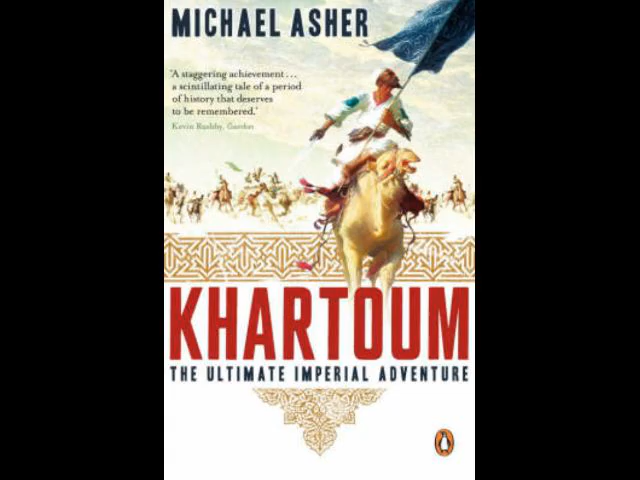 MICHAEL ASHER
'A staggering achievement...
a scintillating tale of a period
of history that deserves
to be remembered.'
Kevin Rushby, Guardian
KHARTOUM
THE ULTIMATE IMPERIAL ADVENTURE